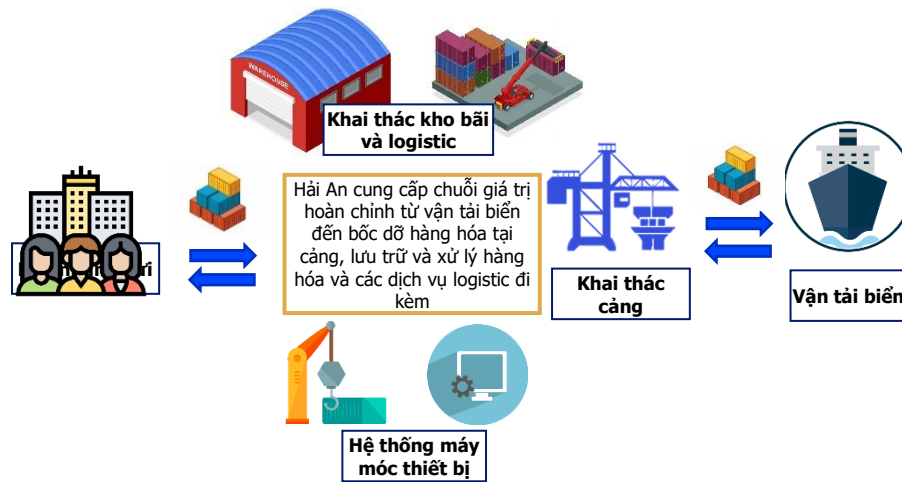 WAREHOUSE
Khai thác kho bãi
và logistic
Hải An cung cấp chuỗi giá trị
hoàn chỉnh từ vận tải biển
đến bốc dỡ hàng hóa tại
cảng, lưu trữ và xử lý hàng
hóa và các dịch vụ logistic đi
kèm
Khai thác
cảng
Vận tải biển
Hệ thống máy
móc thiết bị